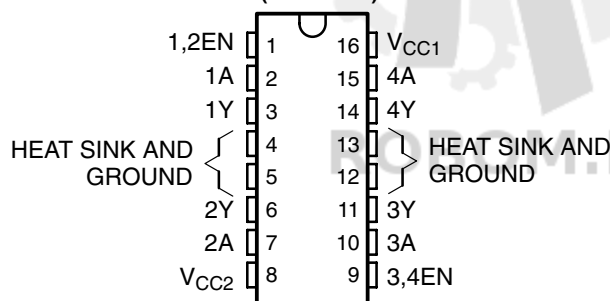 1,2EN 1 16 VCC1
1A 2 15 4A
1Y 3 14 4Y
HEAT SINK AND
GROUND
4 13
5 12
HEAT SINK AND
GROUND
2Y 6 11 3Y
2A 7 10 3A
VCC2 8 9 3,4EN